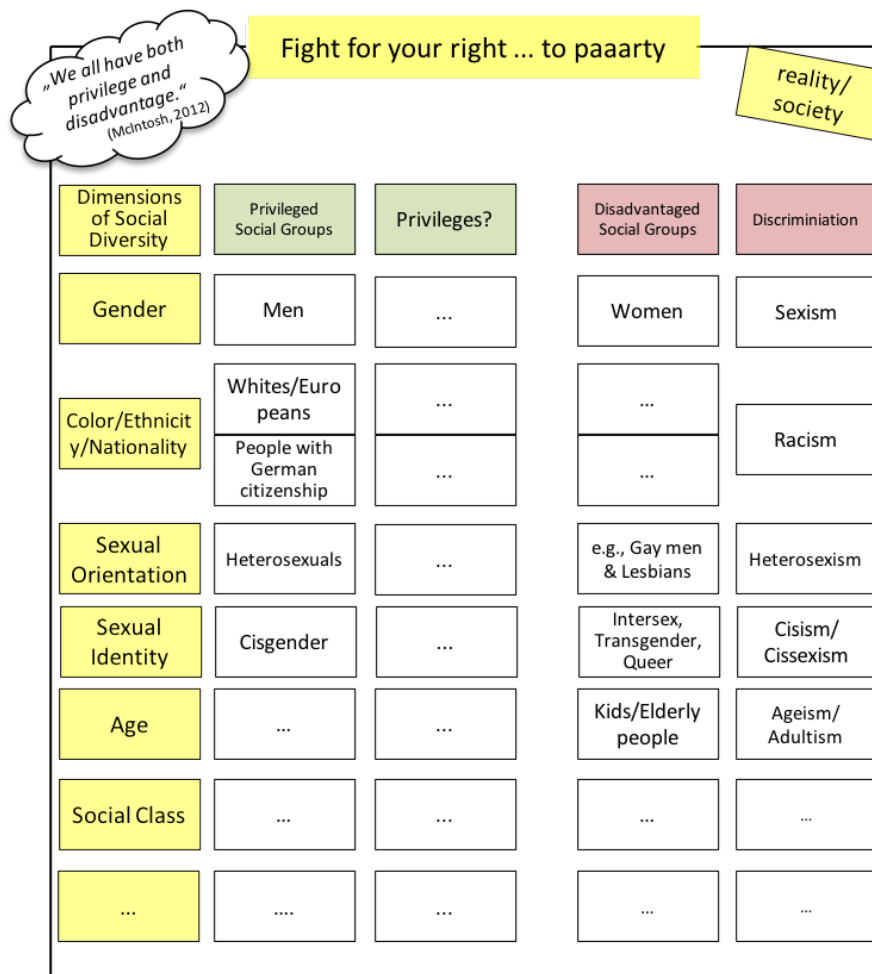 „We all have both
privilege and
disadvantage.“
(McIntosh, 2012)
Fight for your right ... to paaarty
reality/
society
Dimensions
of Social
Diversity
Privileged
Social Groups
Privileges?
Disadvantaged
Social Groups
Discriminiation
Gender
Men
...
Women
Sexism
Color/Ethnicit
y/Nationality
Whites/Euro
peans
...
...
People with
German
citizenship
...
...
Racism
Sexual
Orientation
Heterosexuals
...
e.g., Gay men
& Lesbians
Heterosexism
Sexual
Identity
Cisgender
...
Intersex,
Transgender,
Queer
Cisism/
Cissexism
Age
...
...
Kids/Elderly
people
Ageism/
Adultism
Social Class
...
...
...
...
...
....
...
...
...